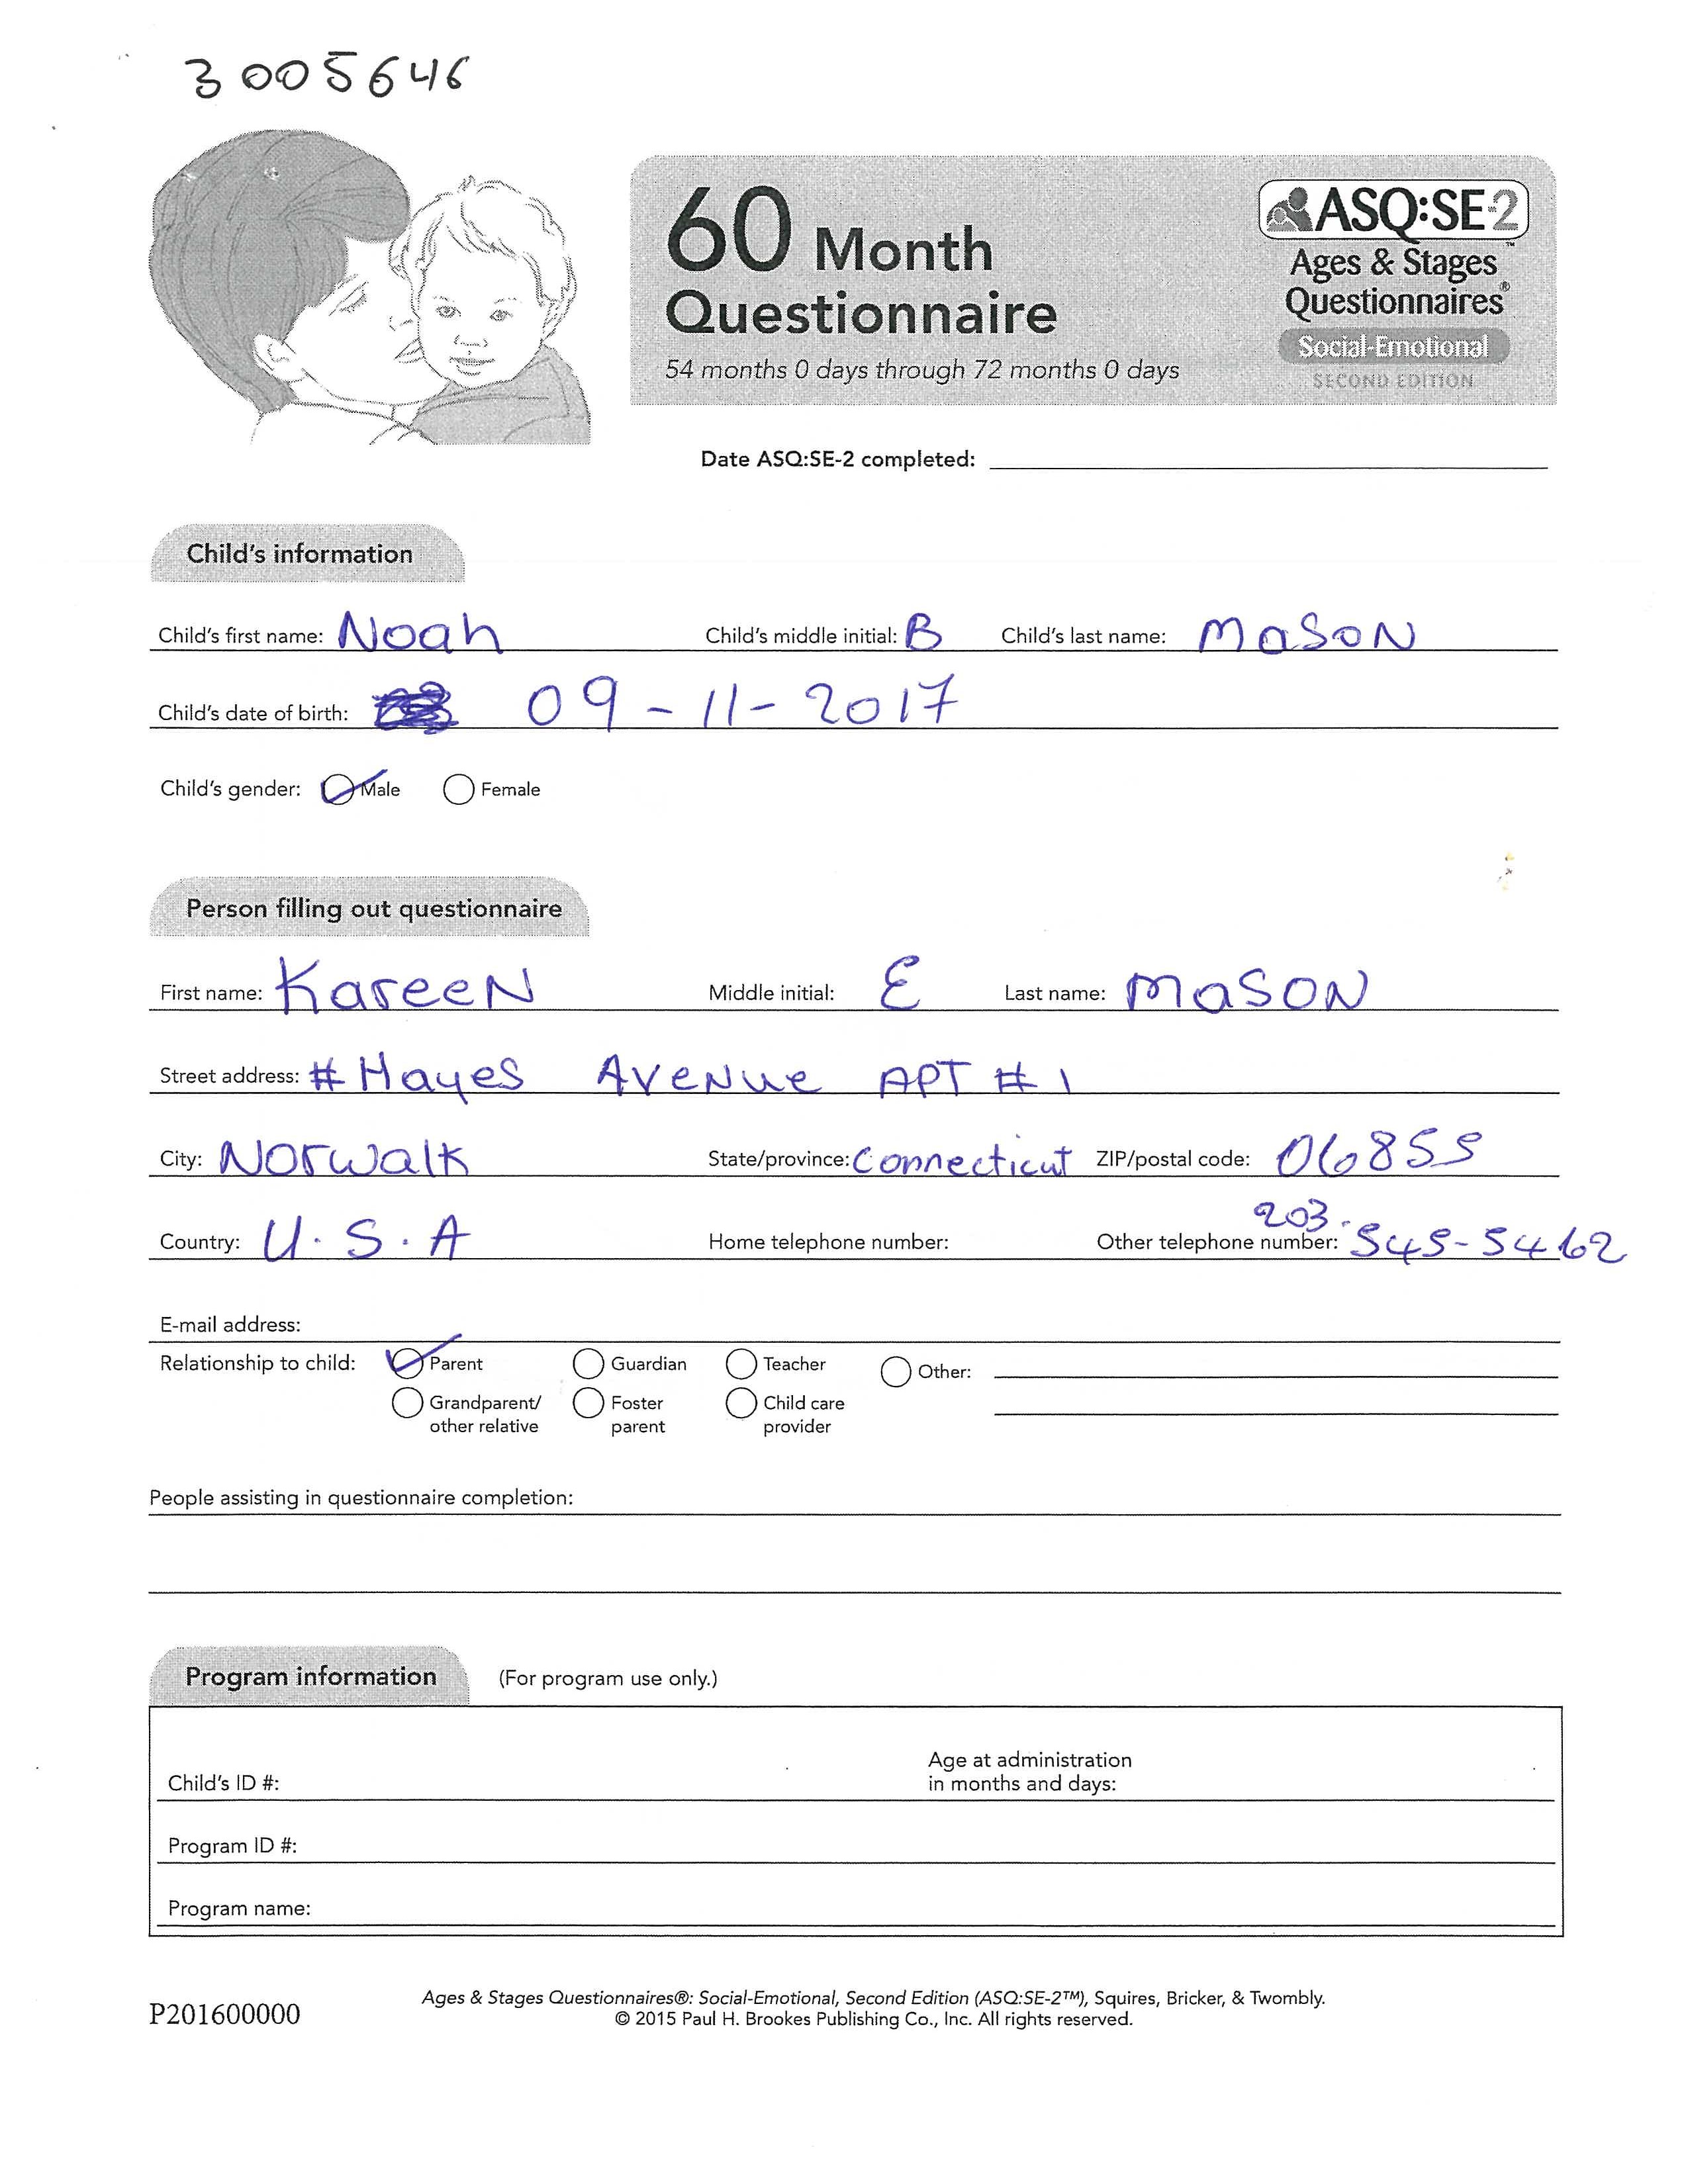 3005646
60 Month
Questionnaire
54 months 0 days through 72 months 0 days
ASQ:SE-2™
Ages & Stages
Questionnaires®
Social-Emotional
SECOND EDITION
Date ASQ:SE-2 completed:
Child's information
Child's first name: Noah Child's middle initial: B Child's last name: MasoN
Child's date of birth: 09-11-2017
Child's gender: Male Female
Person filling out questionnaire
First name: KareeN Middle initial: E Last name: MasoN
Street address: # Hayes AveNue APT # 1
City: Norwalk State/province: Connecticut ZIP/postal code: 06855
Country: U.S.A Home telephone number: Other telephone number: 203-545-5462
E-mail address:
Relationship to child: Parent Guardian Teacher Other:
Grandparent/ Foster Child care
other relative parent provider
People assisting in questionnaire completion:
Program information (For program use only.)
Age at administration
Child's ID #: in months and days:
Program ID #:
Program name:
Ages & Stages Questionnaires®: Social-Emotional, Second Edition (ASQ:SE-2™), Squires, Bricker, & Twombly.
P201600000 © 2015 Paul H. Brookes Publishing Co., Inc. All rights reserved.